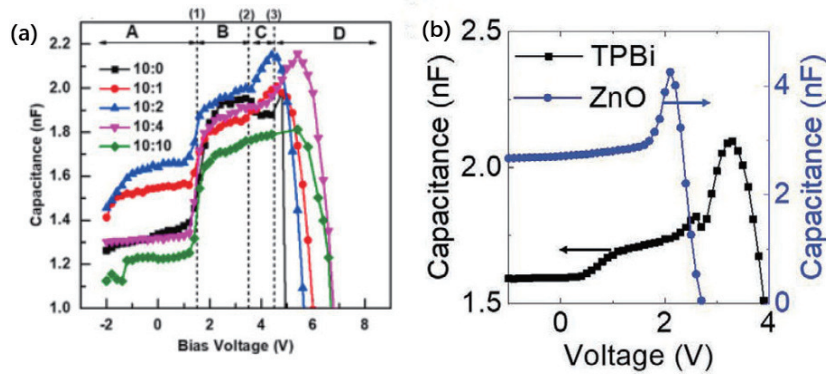 (a)
(1)
(2)
(3)
A
B
C
D
2.2
2.0
1.8
1.6
1.4
1.2
1.0
Capacitance (nF)
10:0
10:1
10:2
10:4
10:10
-2
0
2
4
6
8
Bias Voltage (V)
(b)
2.5
2.0
1.5
Capacitance (nF)
TPBi
ZnO
4
2
0
Capacitance (nF)
0
2
4
Voltage (V)